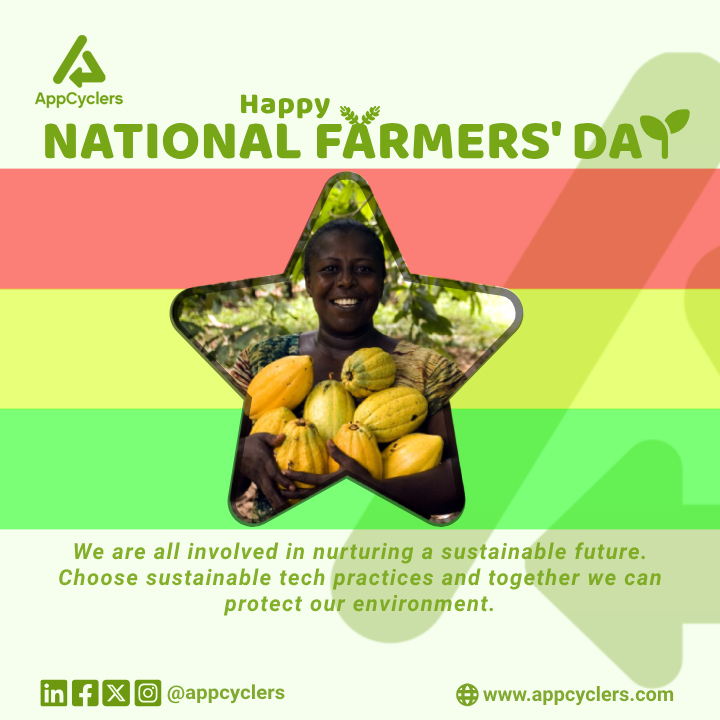 AppCyclers
Happy
NATIONAL FARMERS' DAY
We are all involved in nurturing a sustainable future.
Choose sustainable tech practices and together we can
protect our environment.
@appcyclers
www.appcyclers.com